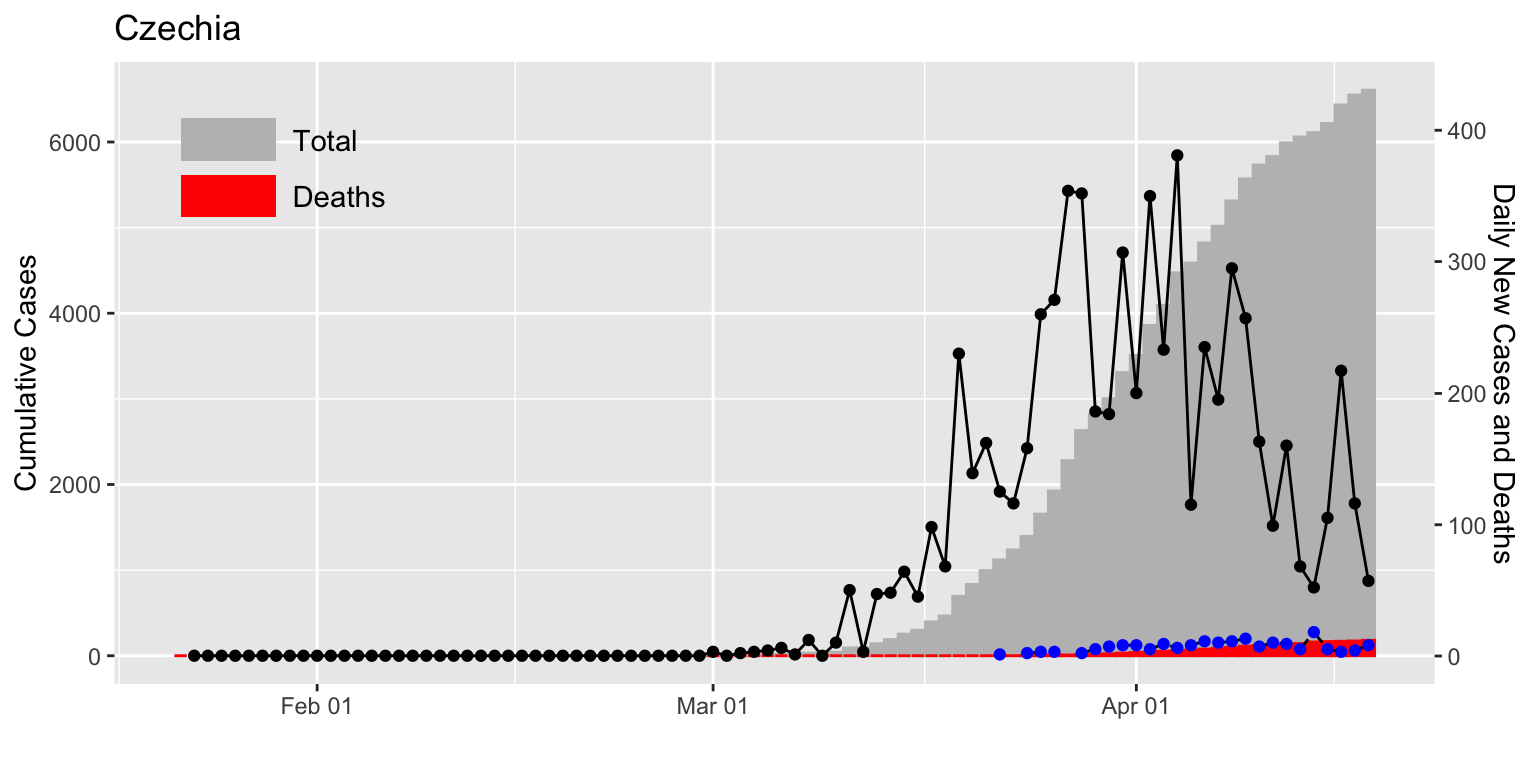 Czechia
Total
Deaths
6000
4000
2000
0
Cumulative Cases
400
300
200
100
0
Daily New Cases and Deaths
Feb 01
Mar 01
Apr 01